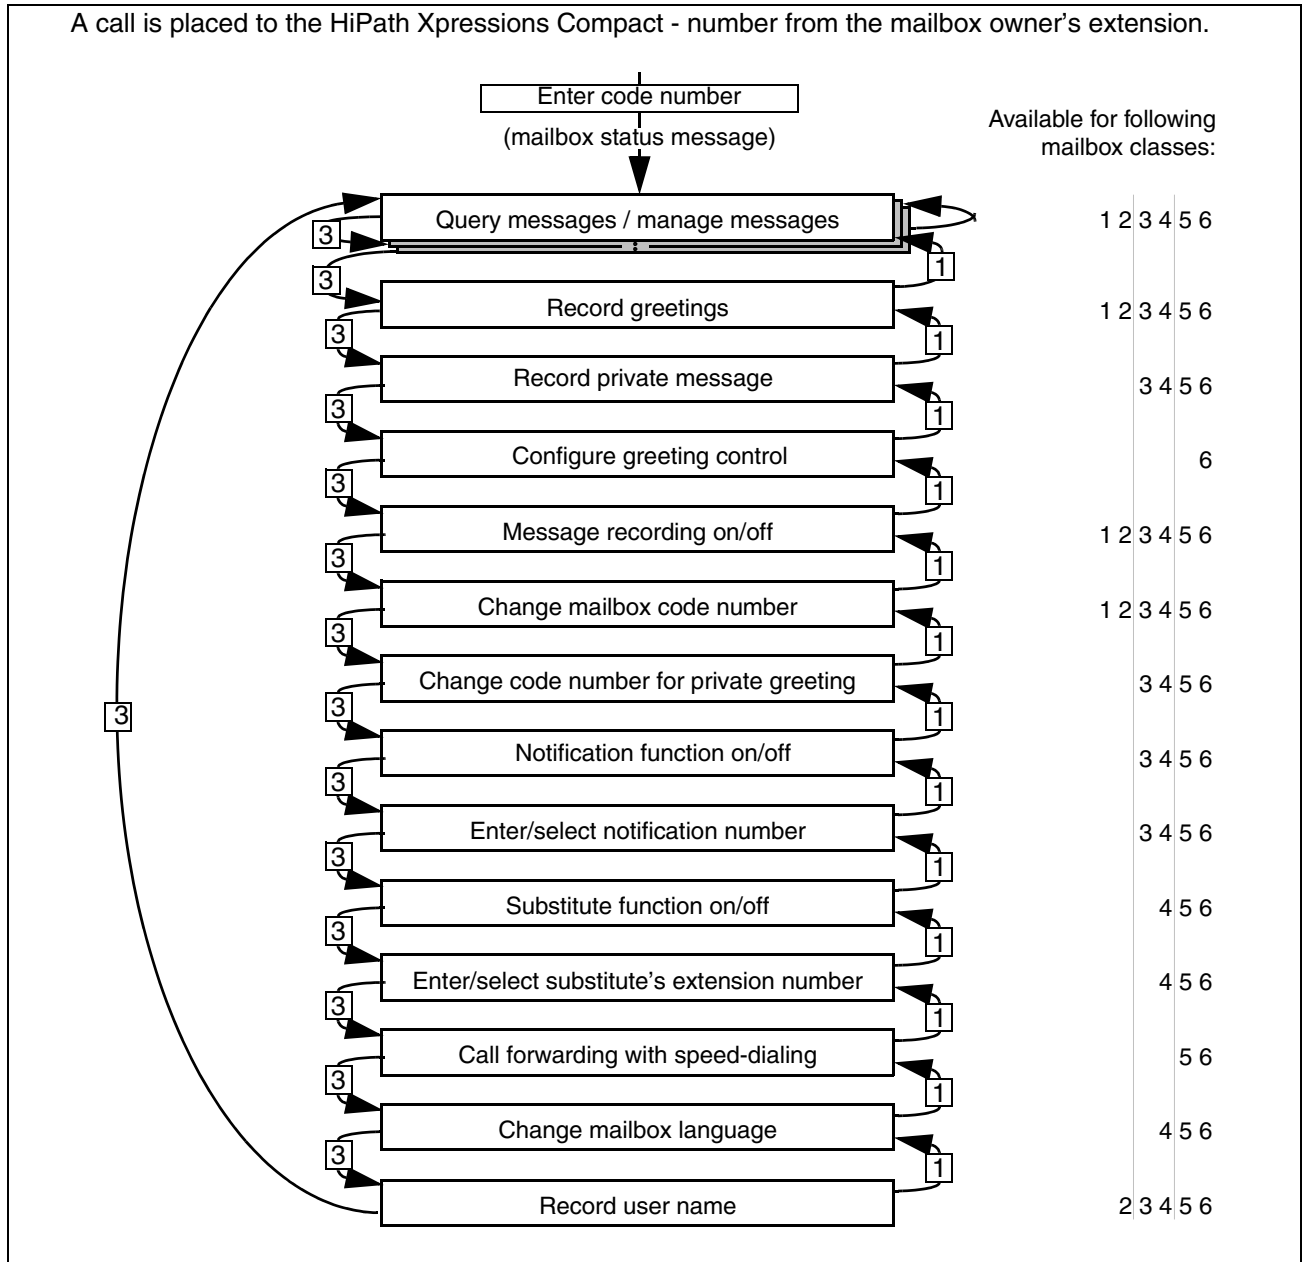 A call is placed to the HiPath Xpressions Compact - number from the mailbox owner’s extension.
Enter code number
(mailbox status message)
Available for following
mailbox classes:
Query messages / manage messages
1 2 3 4 5 6
3
1
3
Record greetings
1 2 3 4 5 6
3
1
Record private message
3 4 5 6
3
1
Configure greeting control
6
3
1
Message recording on/off
1 2 3 4 5 6
3
1
Change mailbox code number
1 2 3 4 5 6
3
1
Change code number for private greeting
3 4 5 6
3
3
1
Notification function on/off
3 4 5 6
3
1
Enter/select notification number
3 4 5 6
3
1
Substitute function on/off
4 5 6
3
1
Enter/select substitute’s extension number
4 5 6
3
1
Call forwarding with speed-dialing
5 6
3
1
Change mailbox language
4 5 6
3
1
Record user name
2 3 4 5 6